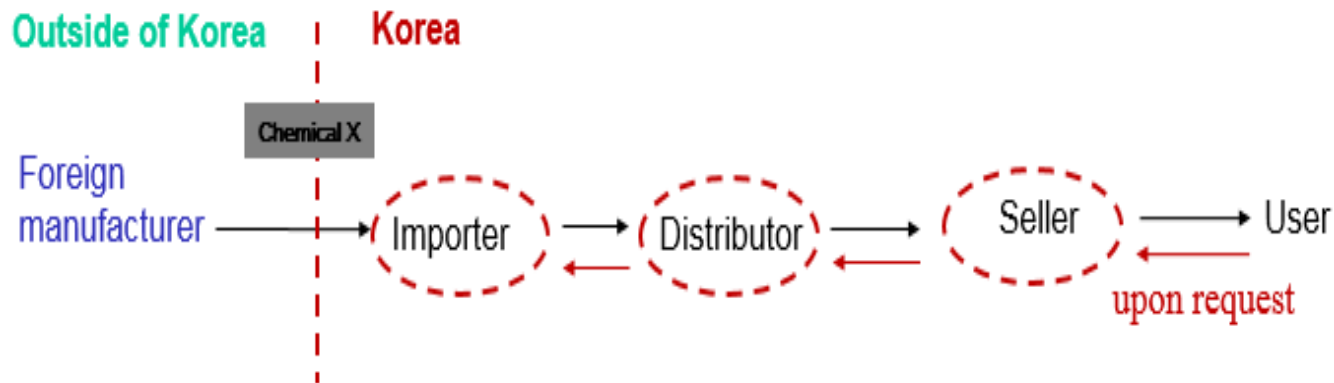 Outside of Korea
Korea
Chemical X
Foreign
manufacturer
Importer
Distributor
Seller
User
upon request